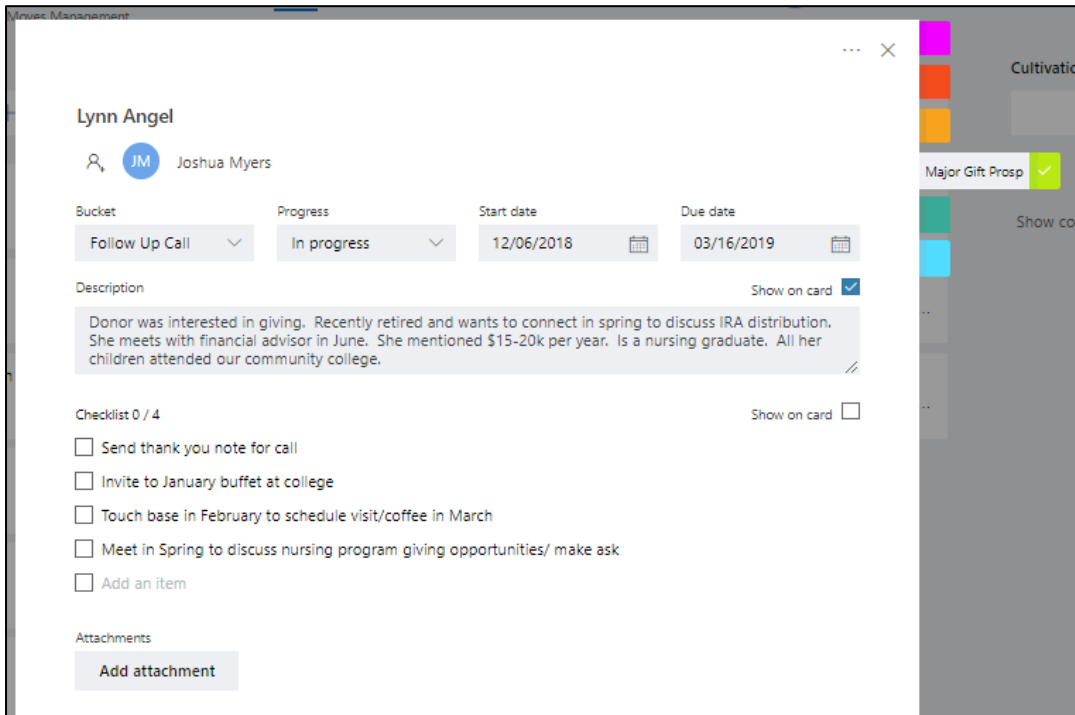 Moves Management
...
Cultivatio
Lynn Angel
JM Joshua Myers
Major Gift Prosp
Bucket Progress Start date Due date
Follow Up Call In progress 12/06/2018 03/16/2019
Show co
Description Show on card
Donor was interested in giving. Recently retired and wants to connect in spring to discuss IRA distribution.
She meets with financial advisor in June. She mentioned $15-20k per year. Is a nursing graduate. All her
children attended our community college.
Checklist 0 / 4 Show on card
Send thank you note for call
Invite to January buffet at college
Touch base in February to schedule visit/coffee in March
Meet in Spring to discuss nursing program giving opportunities/ make ask
Add an item
Attachments
Add attachment